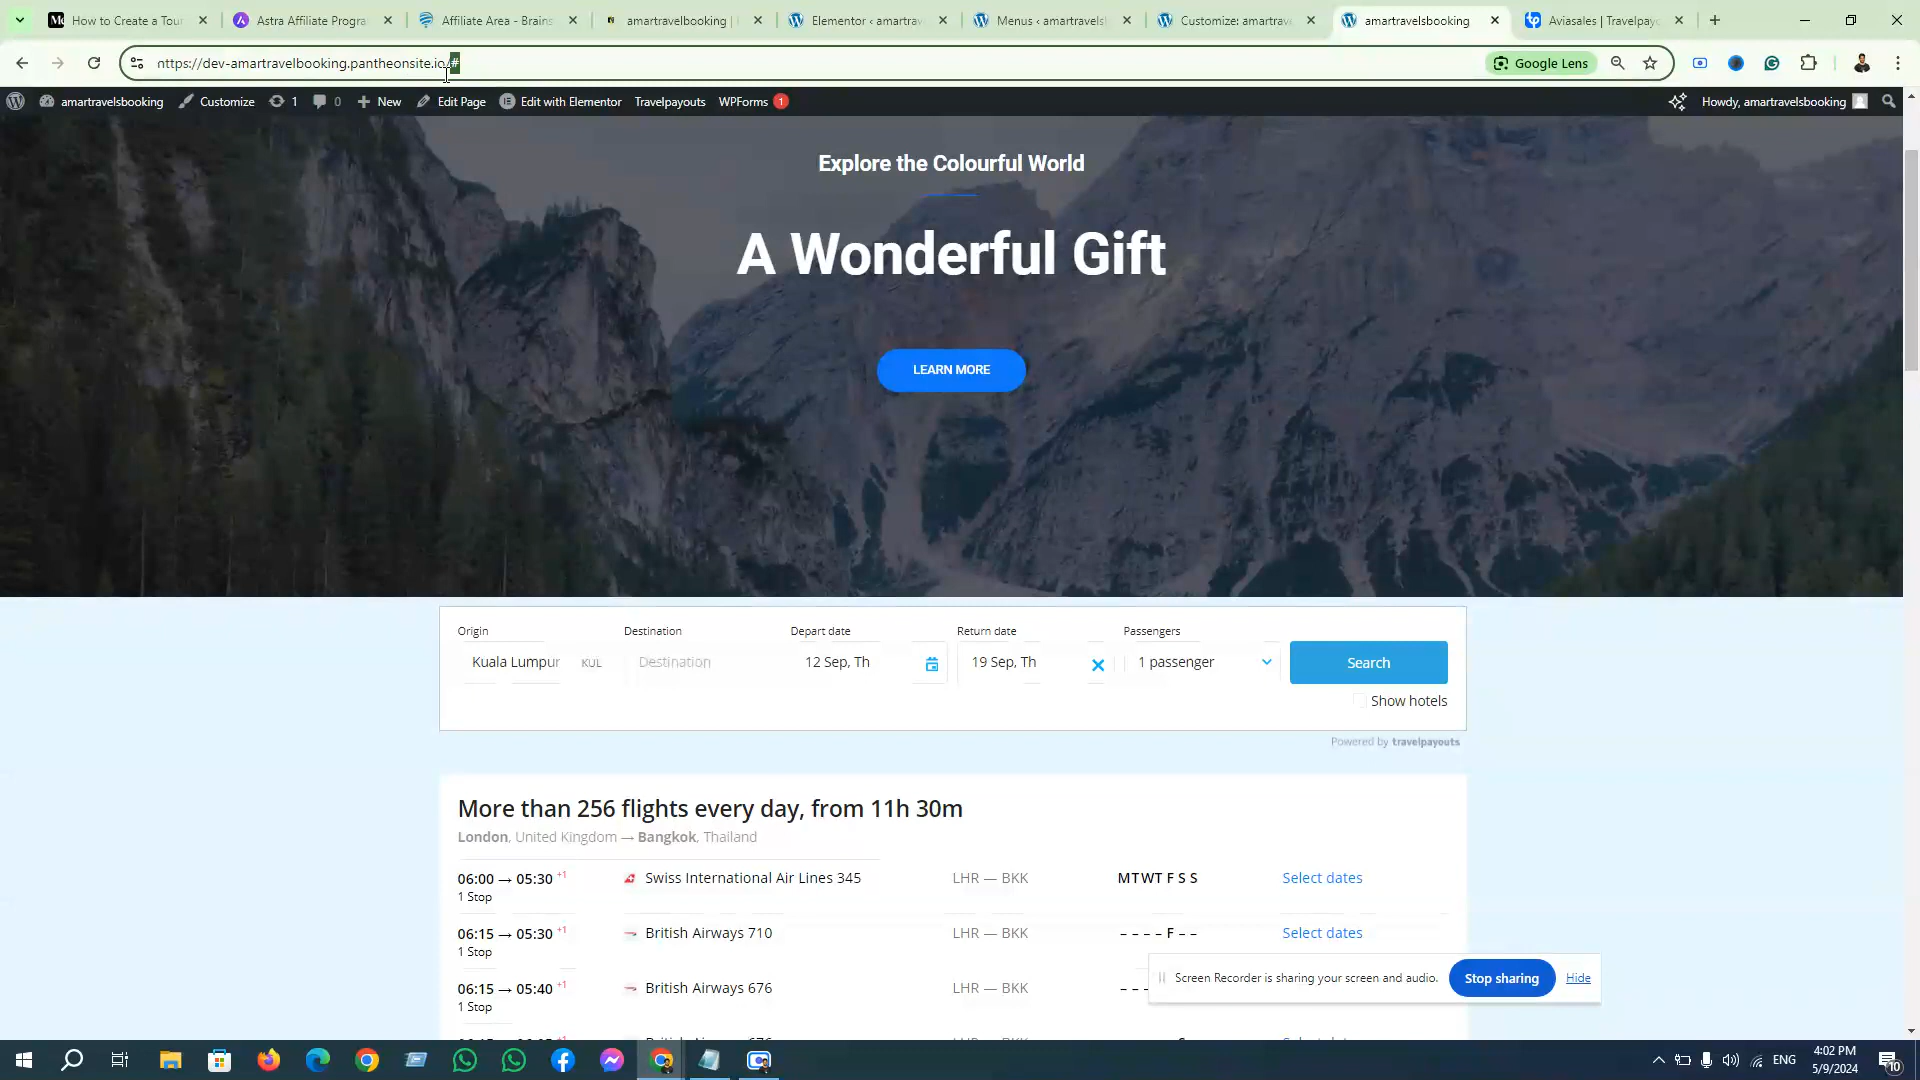 How to Create a Tour
Astra Affiliate Progra
Affiliate Area - Brains
amartravelbooking |
Elementor ‹ amartrav
Menus ‹ amartravels
Customize: amartrave
amartravelsbooking
Aviasales | Travelpayo
https://dev-amartravelbooking.pantheonsite.io/#
Google Lens
amartravelsbooking
Customize
1
0
New
Edit Page
Edit with Elementor
Travelpayouts
WPForms 1
Howdy, amartravelsbooking
Explore the Colourful World
A Wonderful Gift
LEARN MORE
Origin Destination Depart date Return date Passengers
Kuala Lumpur KUL Destination 12 Sep, Th 19 Sep, Th 1 passenger Search
Show hotels
Powered by travelpayouts
More than 256 flights every day, from 11h 30m
London, United Kingdom → Bangkok, Thailand
06:00 → 05:30 +1 Swiss International Air Lines 345 LHR — BKK MTWTFSS Select dates
1 Stop
06:15 → 05:30 +1 British Airways 710 LHR — BKK – – – – F – – Select dates
1 Stop
06:15 → 05:40 +1 British Airways 676 LHR — BKK – – –
1 Stop
Screen Recorder is sharing your screen and audio. Stop sharing Hide
ENG
4:02 PM
5/9/2024
10